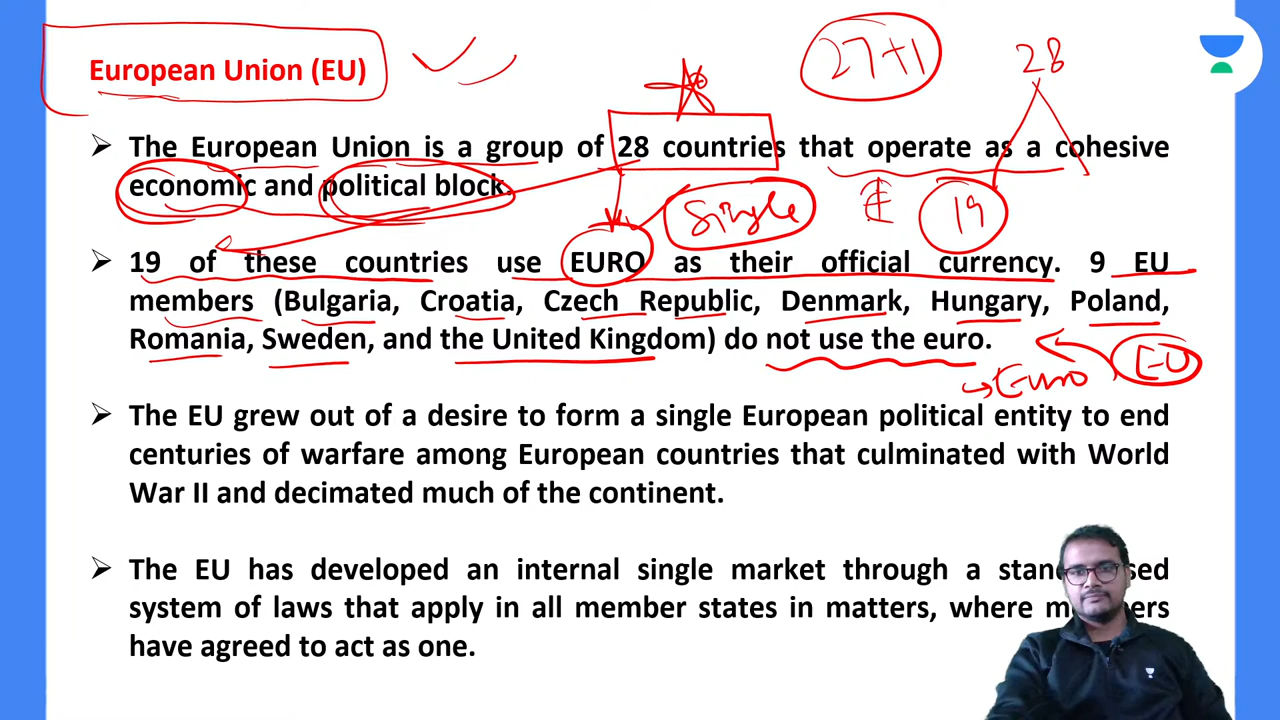 27+1
28
European Union (EU)
➢ The European Union is a group of 28 countries that operate as a cohesive
economic and political block.
Single
19
➢ 19 of these countries use EURO as their official currency. 9 EU
members (Bulgaria, Croatia, Czech Republic, Denmark, Hungary, Poland,
Romania, Sweden, and the United Kingdom) do not use the euro.
EU
→Euro
➢ The EU grew out of a desire to form a single European political entity to end
centuries of warfare among European countries that culminated with World
War II and decimated much of the continent.
➢ The EU has developed an internal single market through a stan sed
system of laws that apply in all member states in matters, where m ers
have agreed to act as one.